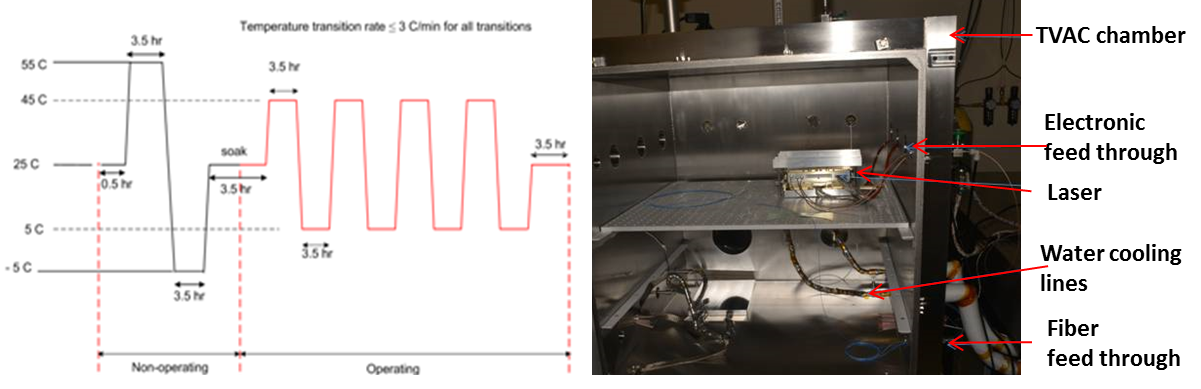 Temperature transition rate ≤ 3 C/min for all transitions
3.5 hr
55 C
3.5 hr
45 C
soak
3.5 hr
25 C
0.5 hr
3.5 hr
5 C
3.5 hr
- 5 C
3.5 hr
Non-operating
Operating
TVAC chamber
Electronic
feed through
Laser
Water cooling
lines
Fiber
feed through